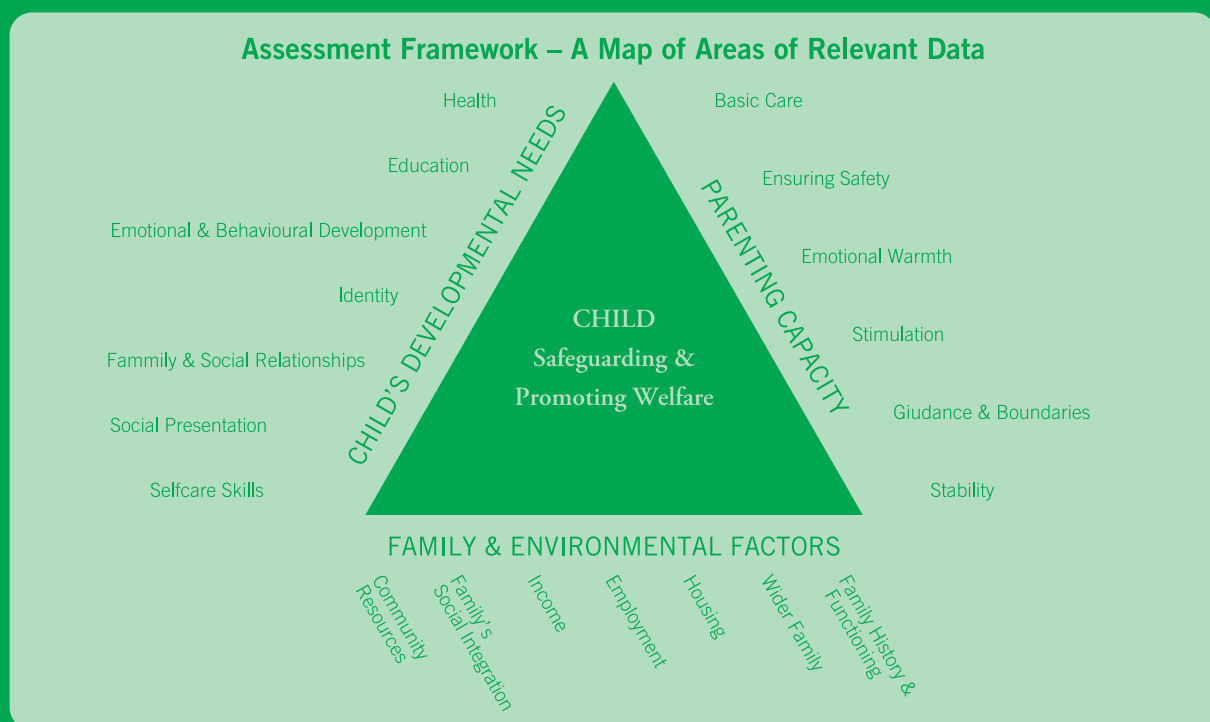 Assessment Framework – A Map of Areas of Relevant Data
Health
Education
Emotional & Behavioural Development
Identity
Fammily & Social Relationships
Social Presentation
Selfcare Skills
CHILD'S DEVELOPMENTAL NEEDS
CHILD
Safeguarding &
Promoting Welfare
PARENTING CAPACITY
Basic Care
Ensuring Safety
Emotional Warmth
Stimulation
Giudance & Boundaries
Stability
FAMILY & ENVIRONMENTAL FACTORS
Community
Resources
Family's
Social Integration
Income
Employment
Housing
Wider Family
Family History &
Functioning